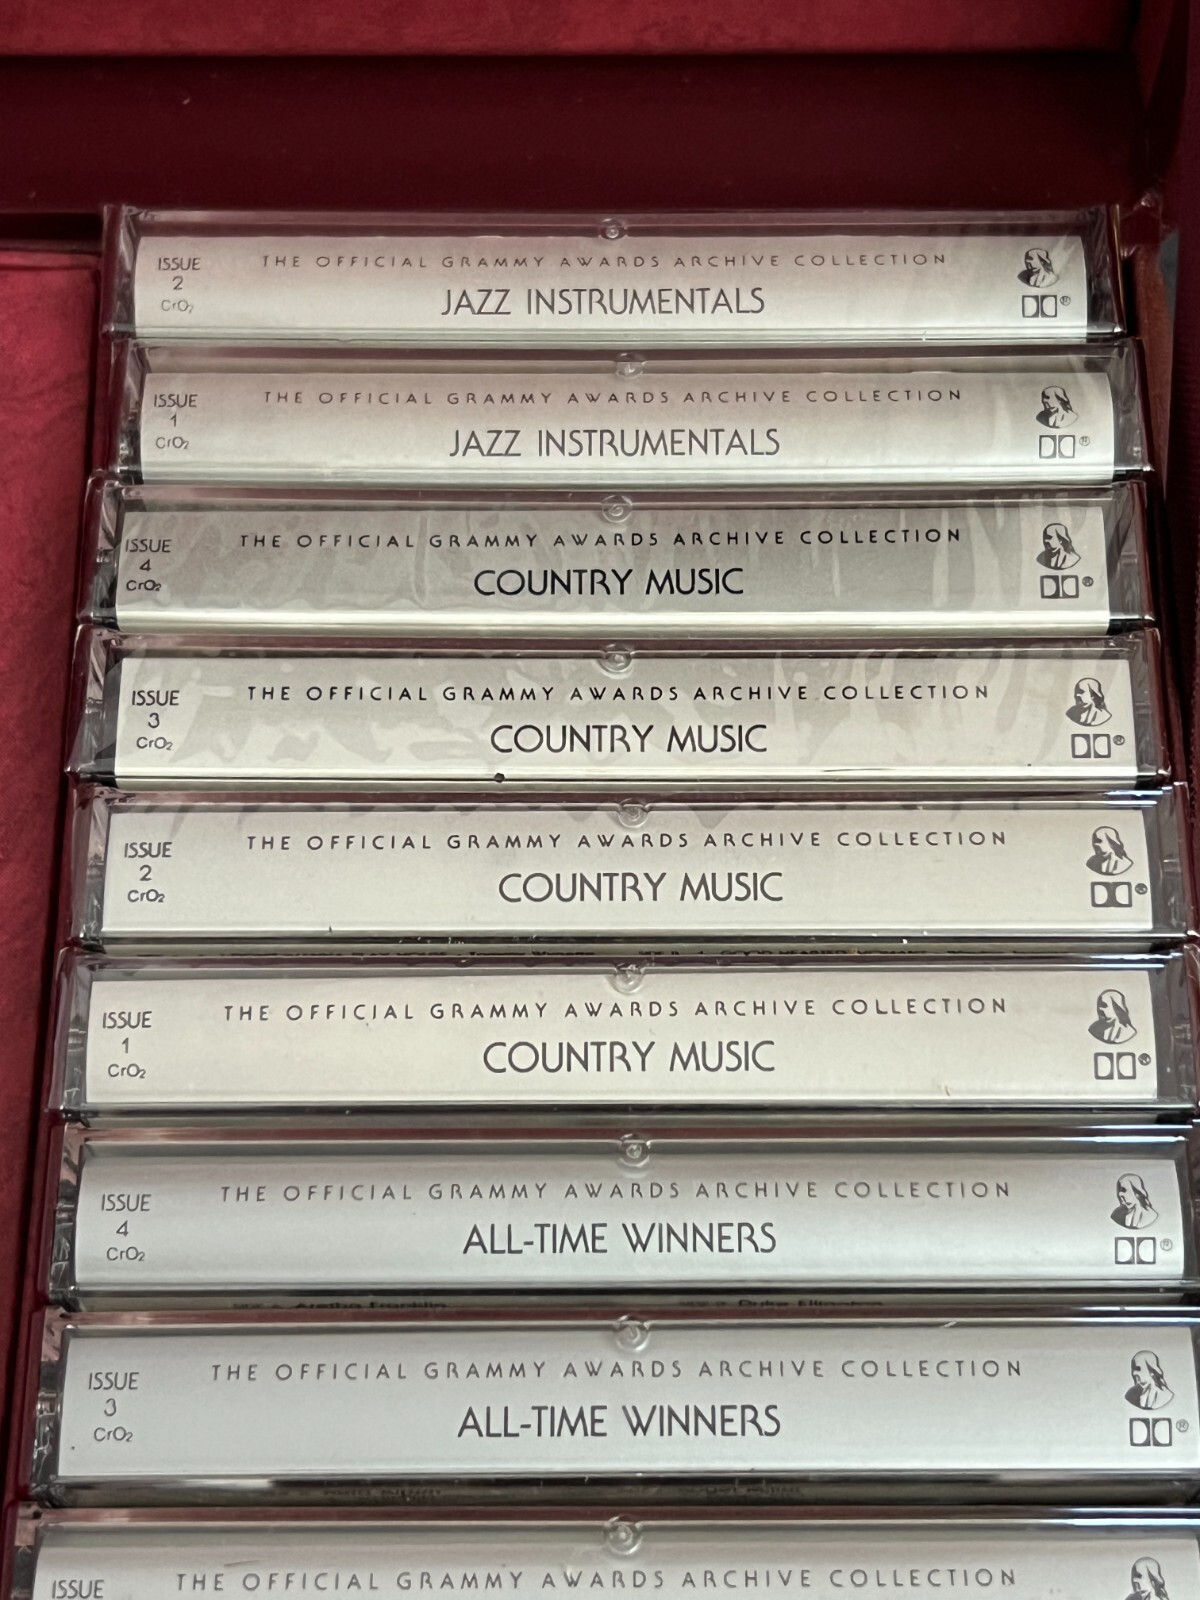 ISSUE
2
CrO₂
THE OFFICIAL GRAMMY AWARDS ARCHIVE COLLECTION
JAZZ INSTRUMENTALS
ISSUE
1
CrO₂
THE OFFICIAL GRAMMY AWARDS ARCHIVE COLLECTION
JAZZ INSTRUMENTALS
ISSUE
4
CrO₂
THE OFFICIAL GRAMMY AWARDS ARCHIVE COLLECTION
COUNTRY MUSIC
ISSUE
3
CrO₂
THE OFFICIAL GRAMMY AWARDS ARCHIVE COLLECTION
COUNTRY MUSIC
ISSUE
2
CrO₂
THE OFFICIAL GRAMMY AWARDS ARCHIVE COLLECTION
COUNTRY MUSIC
ISSUE
1
CrO₂
THE OFFICIAL GRAMMY AWARDS ARCHIVE COLLECTION
COUNTRY MUSIC
ISSUE
4
CrO₂
THE OFFICIAL GRAMMY AWARDS ARCHIVE COLLECTION
ALL-TIME WINNERS
Aretha Franklin Duke Ellington
ISSUE
3
CrO₂
THE OFFICIAL GRAMMY AWARDS ARCHIVE COLLECTION
ALL-TIME WINNERS
ISSUE
THE OFFICIAL GRAMMY AWARDS ARCHIVE COLLECTION